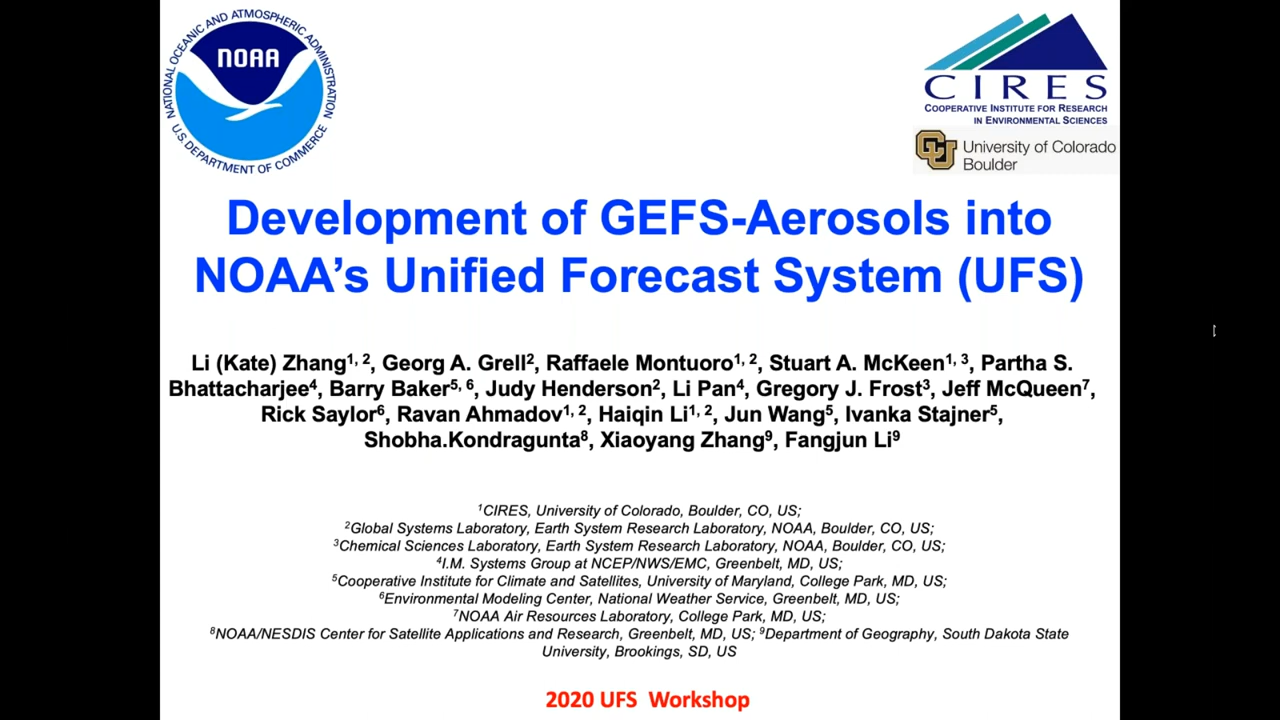 NATIONAL OCEANIC AND ATMOSPHERIC ADMINISTRATION
NOAA
U.S. DEPARTMENT OF COMMERCE
CIRES
COOPERATIVE INSTITUTE FOR RESEARCH
IN ENVIRONMENTAL SCIENCES
CU
University of Colorado
Boulder
Development of GEFS-Aerosols into
NOAA’s Unified Forecast System (UFS)
Li (Kate) Zhang1, 2, Georg A. Grell2, Raffaele Montuoro1, 2, Stuart A. McKeen1, 3, Partha S.
Bhattacharjee4, Barry Baker5, 6, Judy Henderson2, Li Pan4, Gregory J. Frost3, Jeff McQueen7,
Rick Saylor6, Ravan Ahmadov1, 2, Haiqin Li1, 2, Jun Wang5, Ivanka Stajner5,
Shobha.Kondragunta8, Xiaoyang Zhang9, Fangjun Li9
1CIRES, University of Colorado, Boulder, CO, US;
2Global Systems Laboratory, Earth System Research Laboratory, NOAA, Boulder, CO, US;
3Chemical Sciences Laboratory, Earth System Research Laboratory, NOAA, Boulder, CO, US;
4I.M. Systems Group at NCEP/NWS/EMC, Greenbelt, MD, US;
5Cooperative Institute for Climate and Satellites, University of Maryland, College Park, MD, US;
6Environmental Modeling Center, National Weather Service, Greenbelt, MD, US;
7NOAA Air Resources Laboratory, College Park, MD, US;
8NOAA/NESDIS Center for Satellite Applications and Research, Greenbelt, MD, US; 9Department of Geography, South Dakota State
University, Brookings, SD, US
2020 UFS Workshop